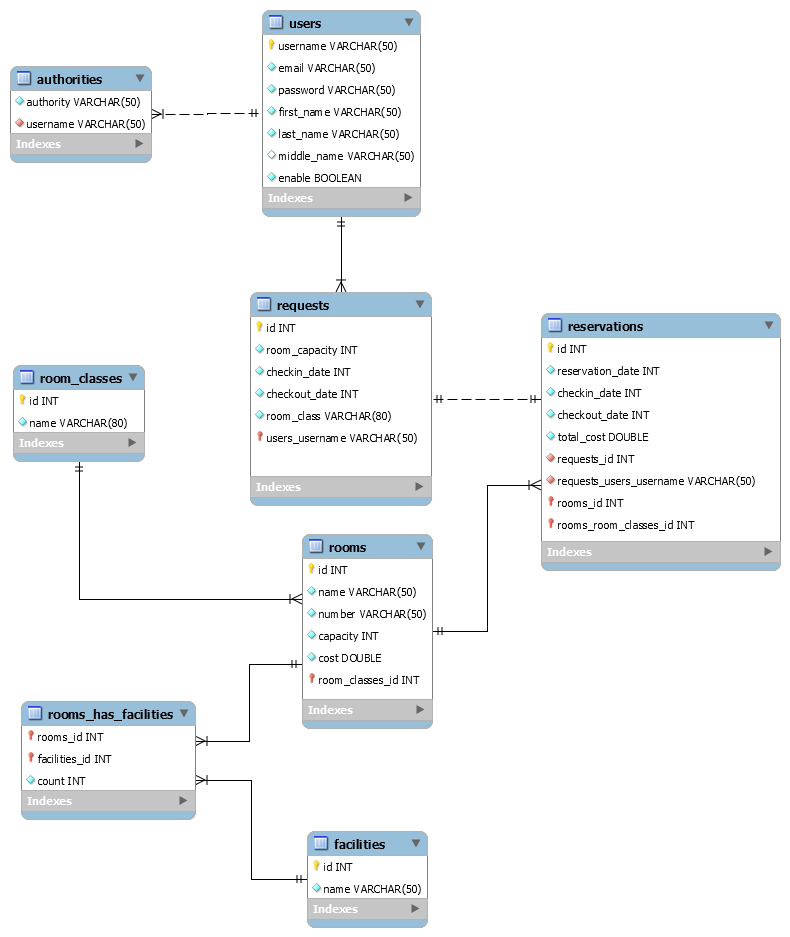 users
username VARCHAR(50)
email VARCHAR(50)
password VARCHAR(50)
first_name VARCHAR(50)
last_name VARCHAR(50)
middle_name VARCHAR(50)
enable BOOLEAN
Indexes
authorities
authority VARCHAR(50)
username VARCHAR(50)
Indexes
requests
id INT
room_capacity INT
checkin_date INT
checkout_date INT
room_class VARCHAR(80)
users_username VARCHAR(50)
Indexes
reservations
id INT
reservation_date INT
checkin_date INT
checkout_date INT
total_cost DOUBLE
requests_id INT
requests_users_username VARCHAR(50)
rooms_id INT
rooms_room_classes_id INT
Indexes
room_classes
id INT
name VARCHAR(80)
Indexes
rooms
id INT
name VARCHAR(50)
number VARCHAR(50)
capacity INT
cost DOUBLE
room_classes_id INT
Indexes
rooms_has_facilities
rooms_id INT
facilities_id INT
count INT
Indexes
facilities
id INT
name VARCHAR(50)
Indexes